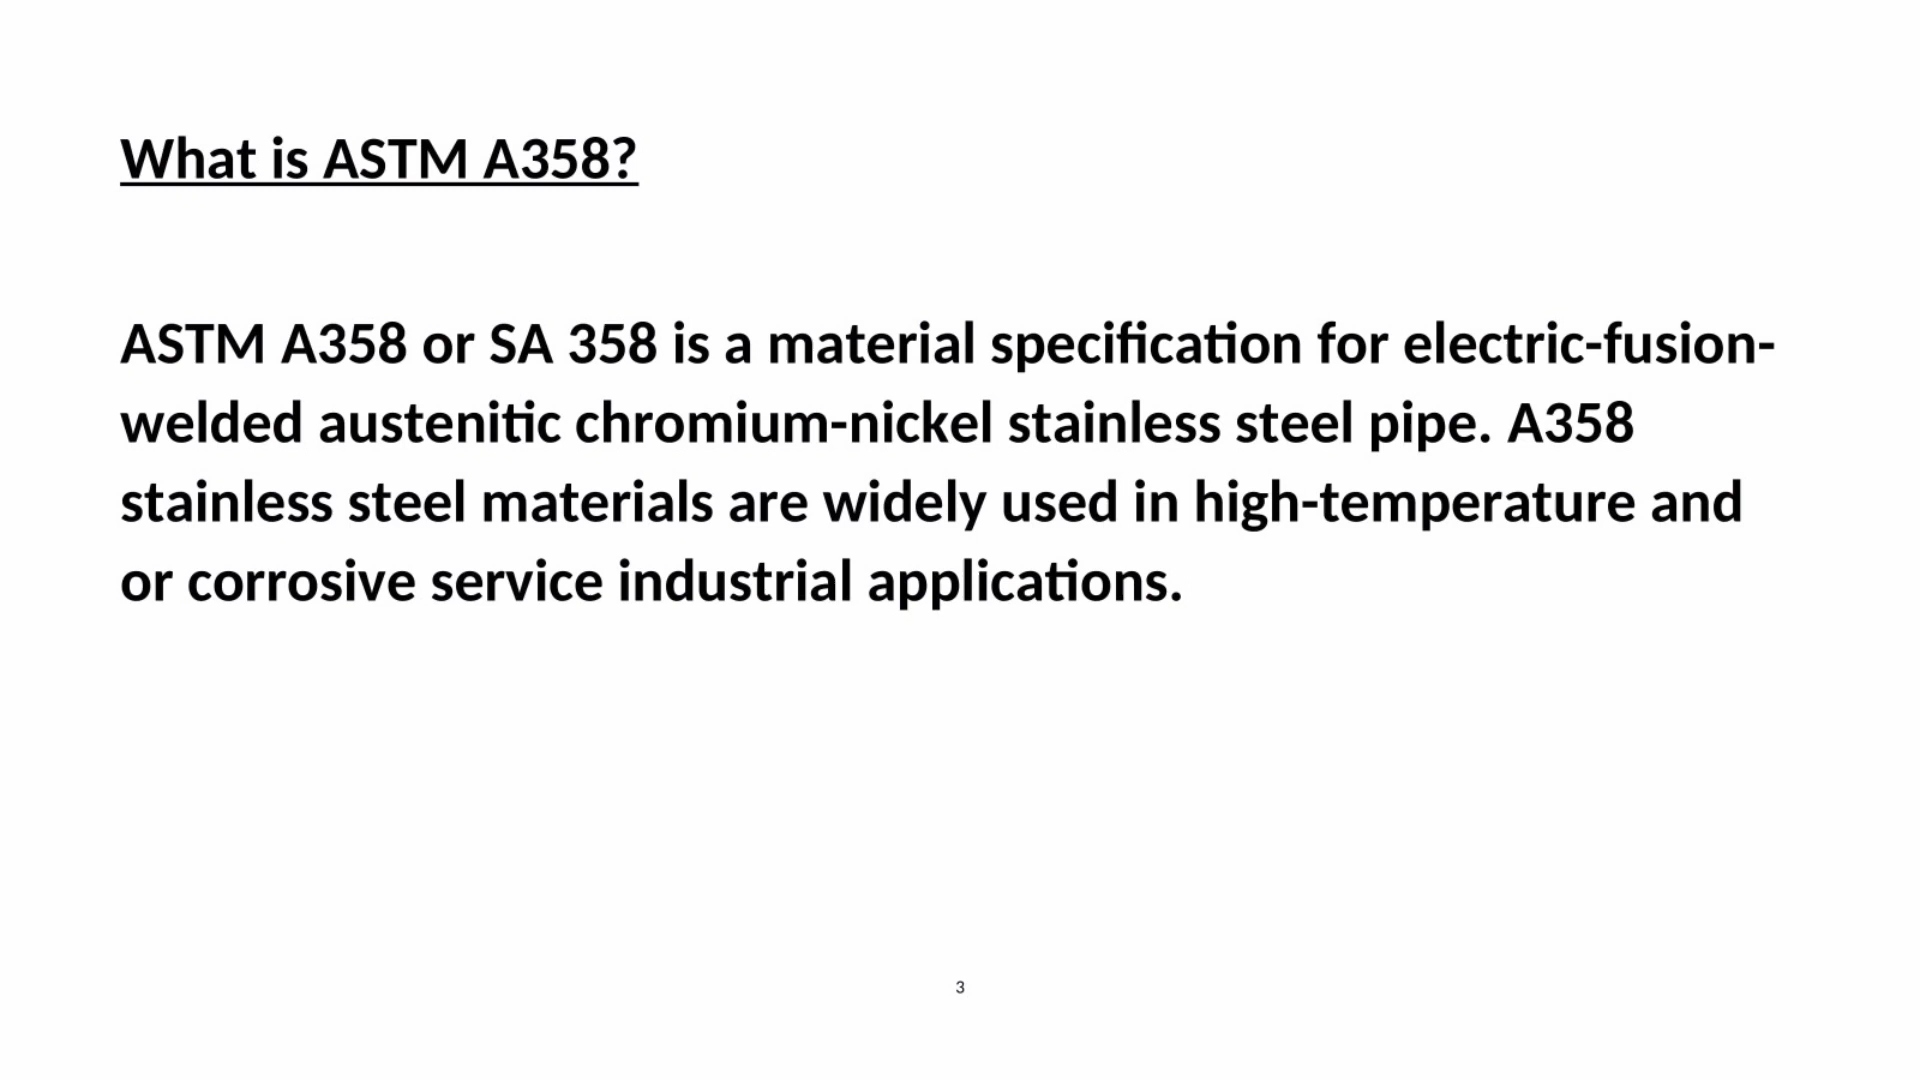 What is ASTM A358?
ASTM A358 or SA 358 is a material specification for electric-fusion-
welded austenitic chromium-nickel stainless steel pipe. A358
stainless steel materials are widely used in high-temperature and
or corrosive service industrial applications.
3